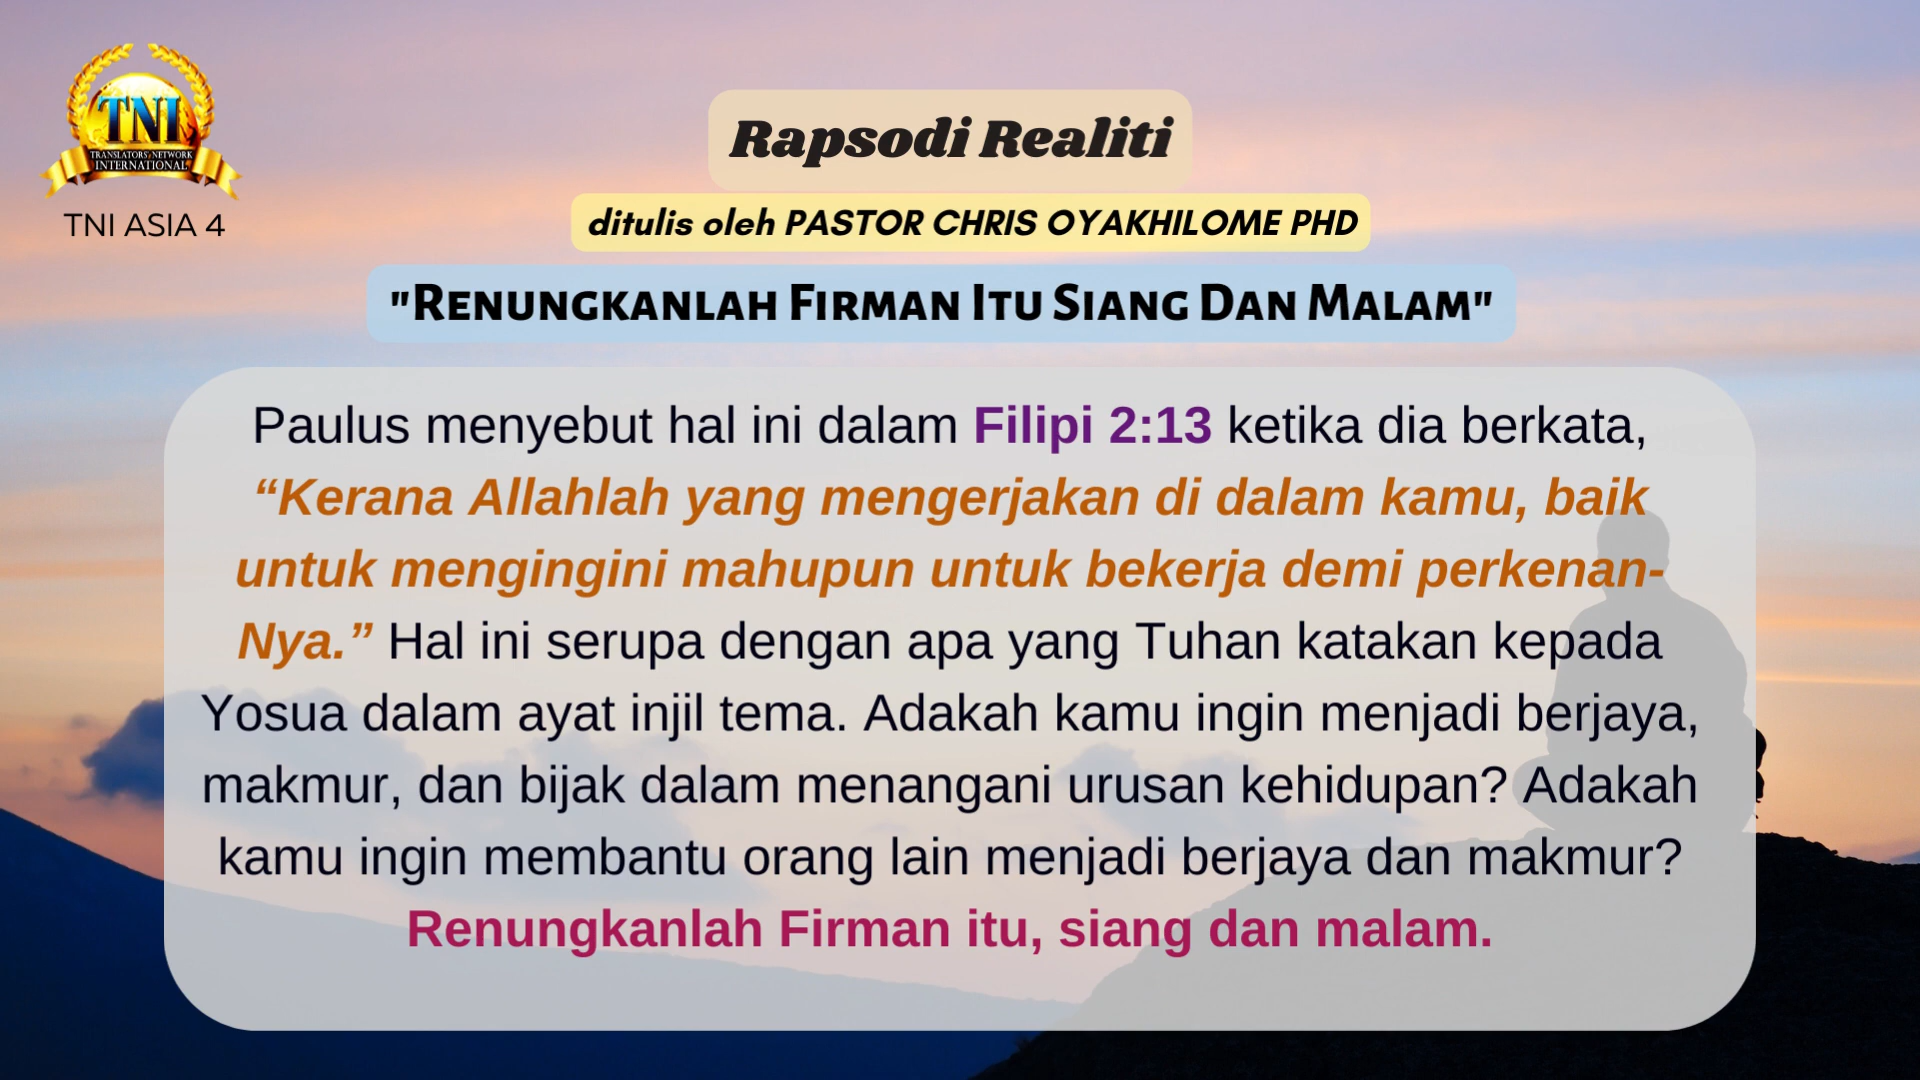 TNI
TRANSLATORS' NETWORK
INTERNATIONAL
TNI ASIA 4
Rapsodi Realiti
ditulis oleh PASTOR CHRIS OYAKHILOME PHD
"Renungkanlah Firman Itu Siang Dan Malam"
Paulus menyebut hal ini dalam Filipi 2:13 ketika dia berkata,
“Kerana Allahlah yang mengerjakan di dalam kamu, baik
untuk mengingini mahupun untuk bekerja demi perkenan-
Nya.” Hal ini serupa dengan apa yang Tuhan katakan kepada
Yosua dalam ayat injil tema. Adakah kamu ingin menjadi berjaya,
makmur, dan bijak dalam menangani urusan kehidupan? Adakah
kamu ingin membantu orang lain menjadi berjaya dan makmur?
Renungkanlah Firman itu, siang dan malam.